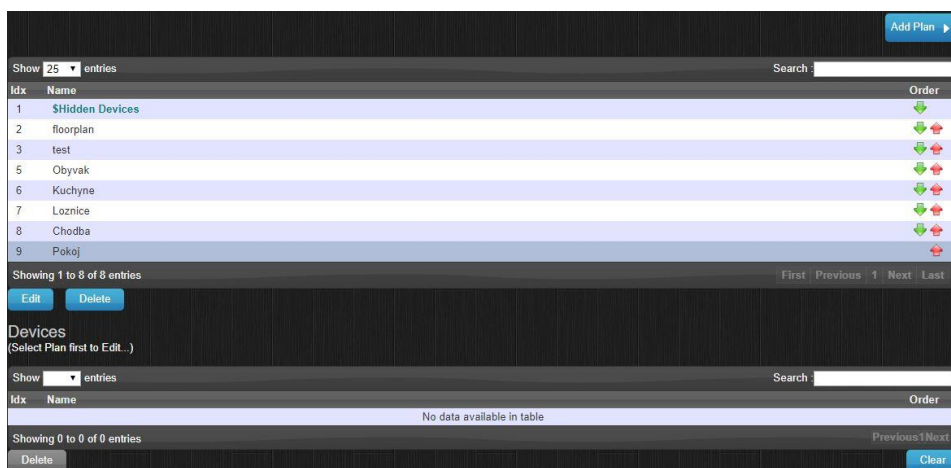 Add Plan
Show 25 entries Search :
Idx Name Order
1 $Hidden Devices
2 floorplan
3 test
5 Obyvak
6 Kuchyne
7 Loznice
8 Chodba
9 Pokoj
Showing 1 to 8 of 8 entries First Previous 1 Next Last
Edit Delete
Devices
(Select Plan first to Edit...)
Show entries Search :
Idx Name Order
No data available in table
Showing 0 to 0 of 0 entries Previous1Next
Delete Clear